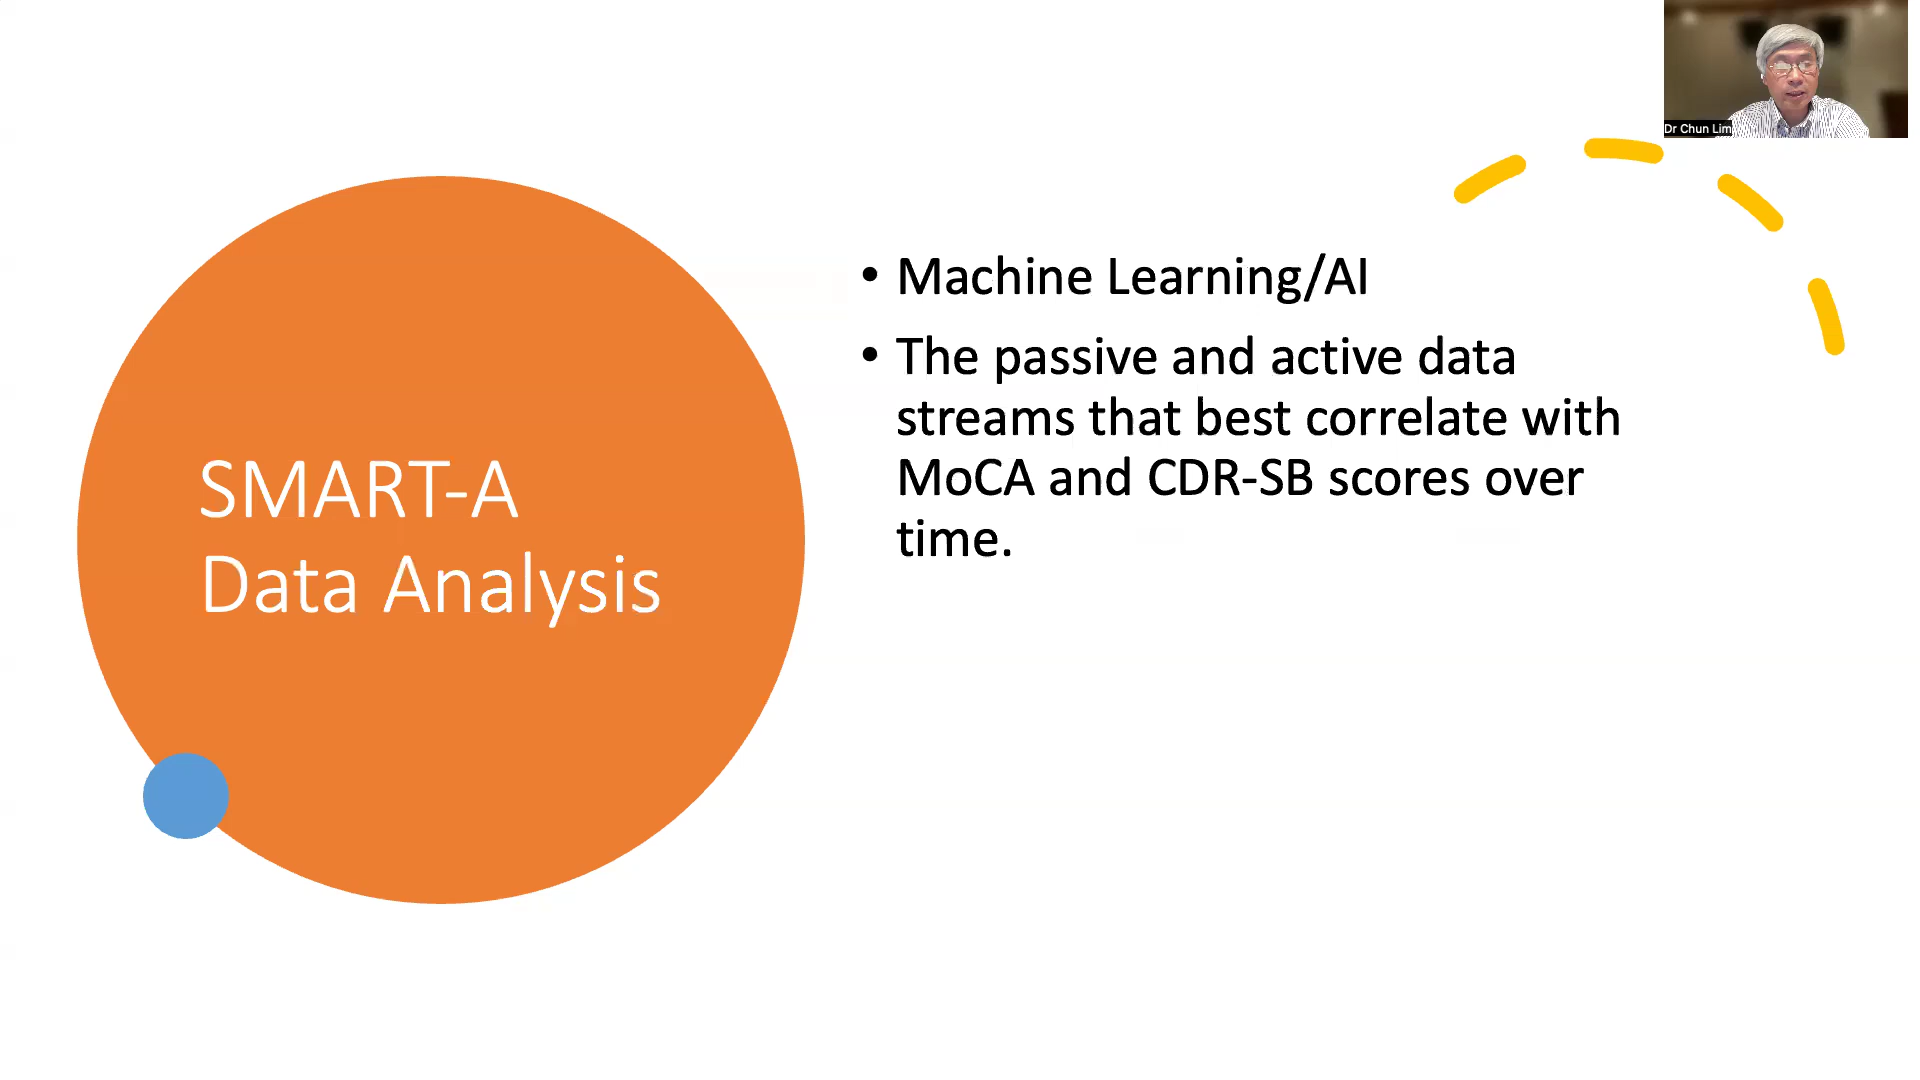 Dr Chun Lim
SMART-A
Data Analysis
• Machine Learning/AI
• The passive and active data
streams that best correlate with
MoCA and CDR-SB scores over
time.